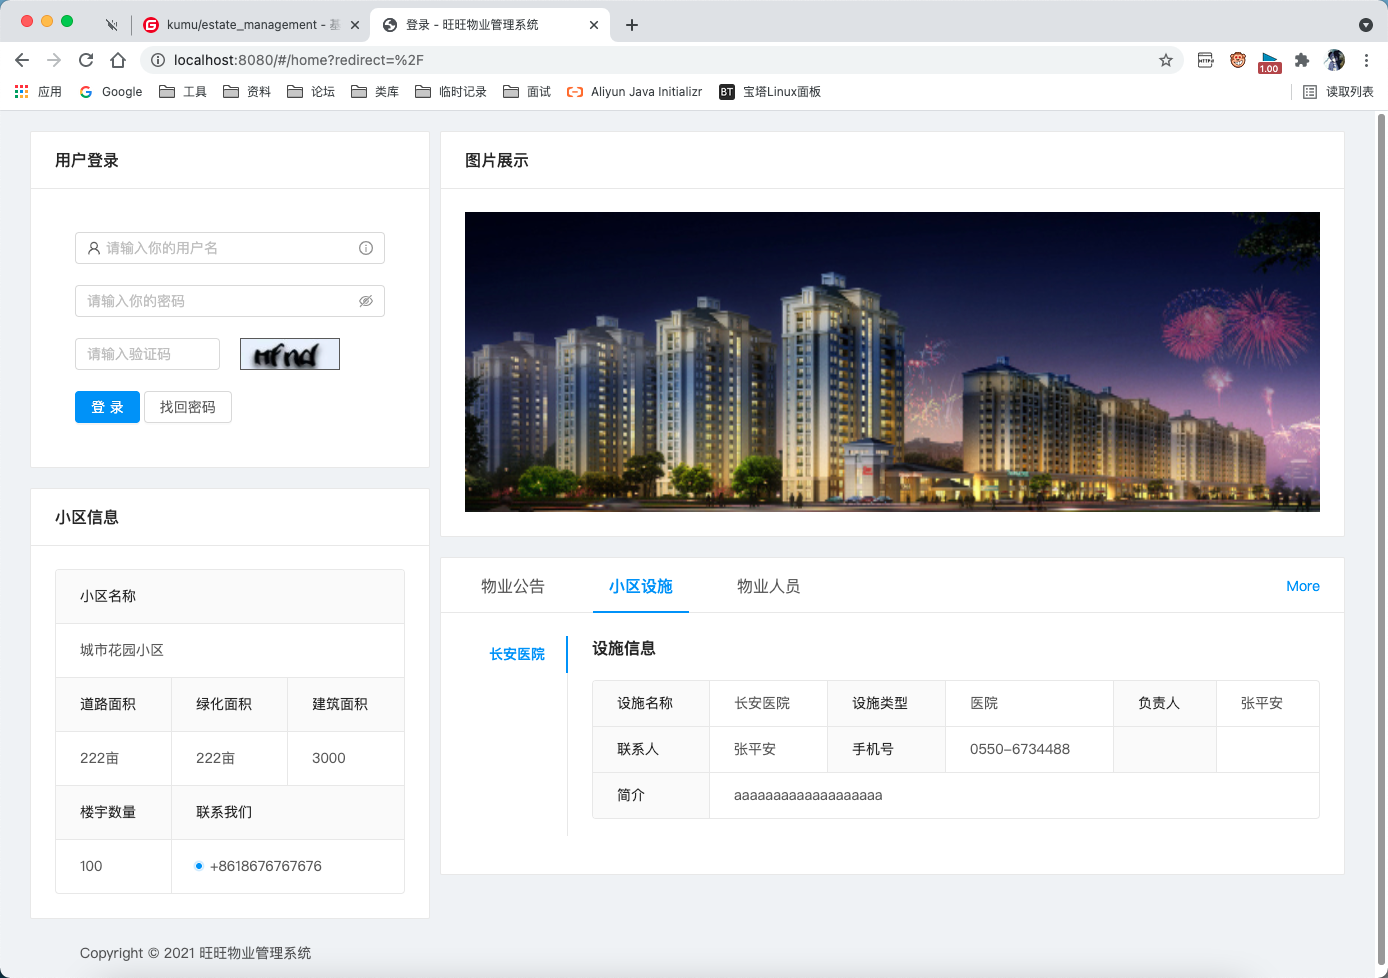 kumu/estate_management - 基
登录 - 旺旺物业管理系统
localhost:8080/#/home?redirect=%2F
1.00
应用
Google
工具
资料
论坛
类库
临时记录
面试
Aliyun Java Initializr
BT 宝塔Linux面板
读取列表
用户登录
请输入你的用户名
请输入你的密码
请输入验证码
登 录
找回密码
小区信息
小区名称
城市花园小区
道路面积 绿化面积 建筑面积
222亩 222亩 3000
楼宇数量 联系我们
100 +8618676767676
图片展示
物业公告 小区设施 物业人员 More
长安医院
设施信息
设施名称 长安医院 设施类型 医院 负责人 张平安
联系人 张平安 手机号 0550-6734488
简介 aaaaaaaaaaaaaaaaaaa
Copyright © 2021 旺旺物业管理系统